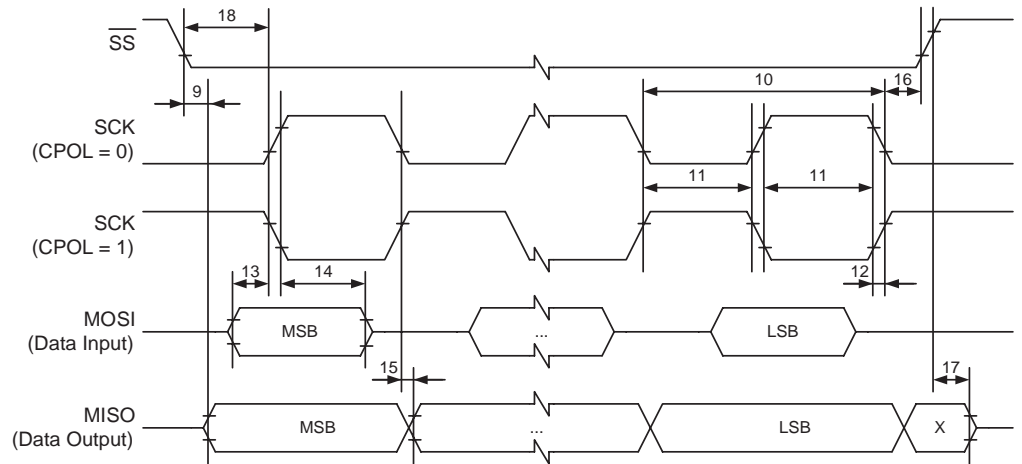 18
SS
10
9
16
SCK
(CPOL = 0)
11
11
SCK
(CPOL = 1)
12
13
14
MOSI
(Data Input)
MSB
...
LSB
15
17
MISO
(Data Output)
MSB
...
LSB
X